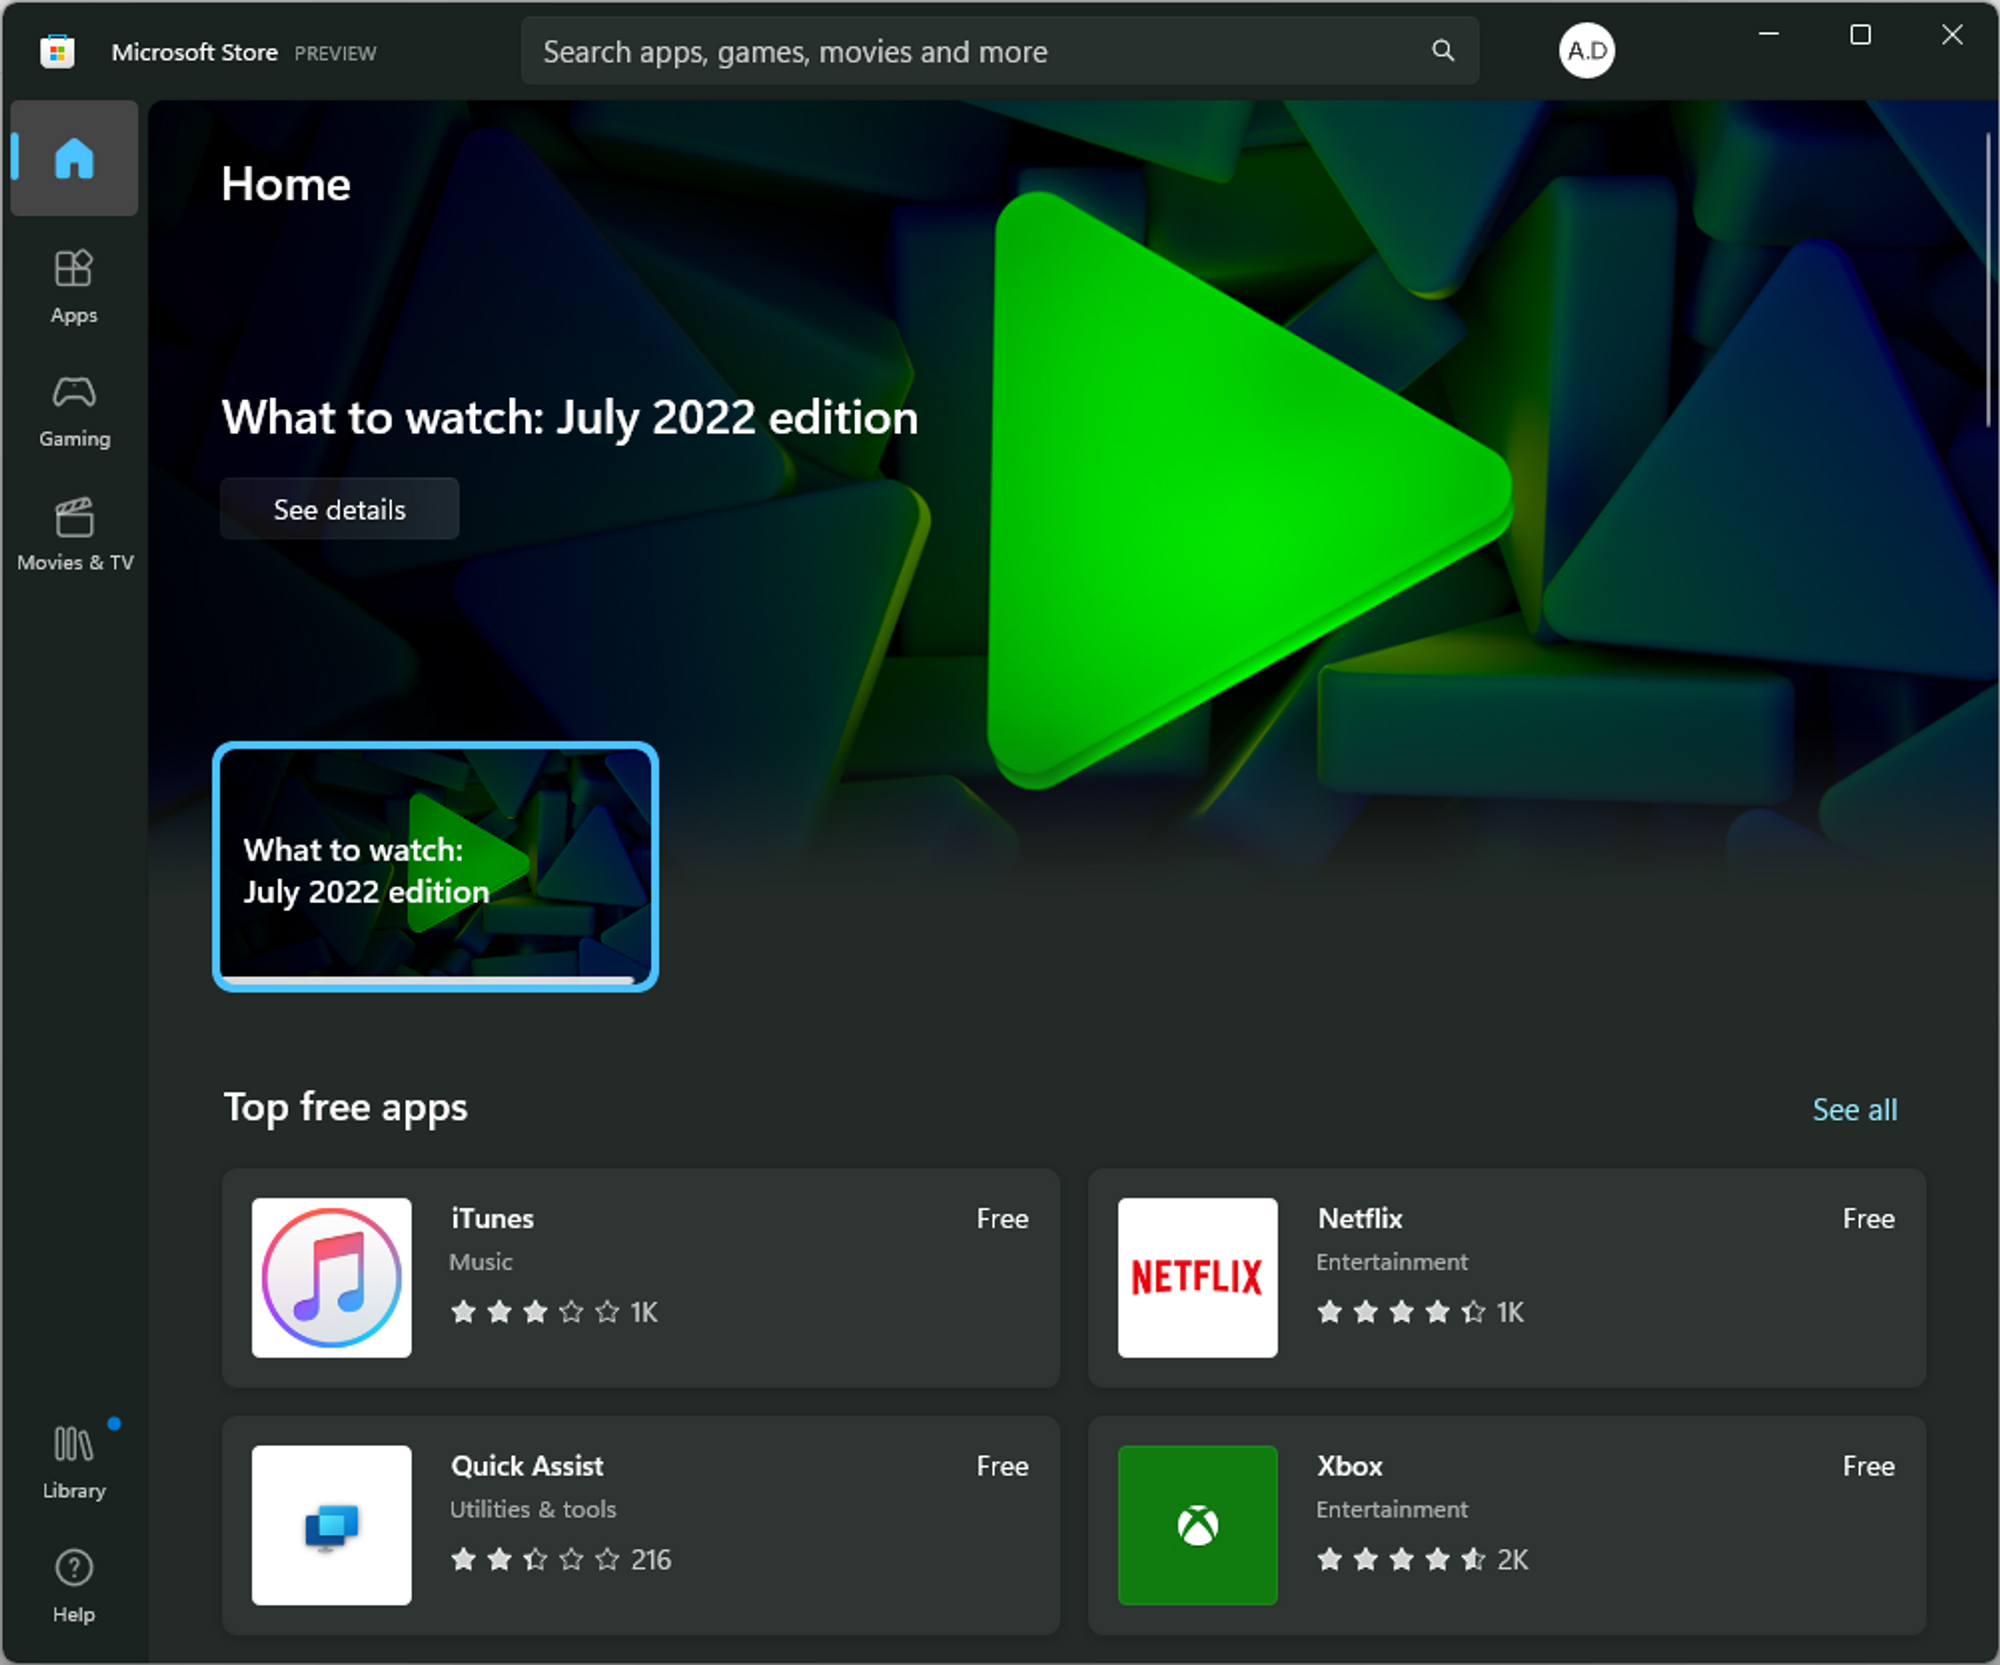 Microsoft Store PREVIEW
Search apps, games, movies and more
A.D
Home
Apps
Gaming
Movies & TV
What to watch: July 2022 edition
See details
What to watch:
July 2022 edition
Top free apps
See all
iTunes
Free
Music
1K
Netflix
Free
NETFLIX
Entertainment
1K
Quick Assist
Free
Utilities & tools
216
Xbox
Free
Entertainment
2K
Library
Help